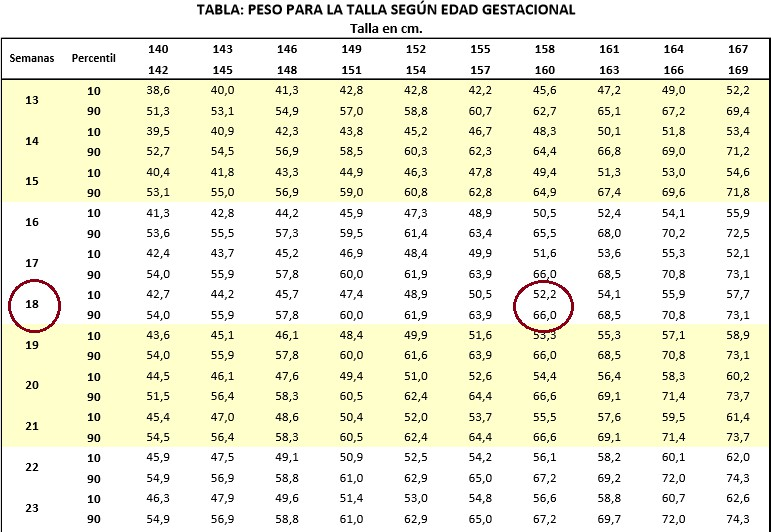 TABLA: PESO PARA LA TALLA SEGÚN EDAD GESTACIONAL
Talla en cm.
Semanas Percentil 140 143 146 149 152 155 158 161 164 167
142 145 148 151 154 157 160 163 166 169
13 10 38,6 40,0 41,3 42,8 42,8 42,2 45,6 47,2 49,0 52,2
90 51,3 53,1 54,9 57,0 58,8 60,7 62,7 65,1 67,2 69,4
14 10 39,5 40,9 42,3 43,8 45,2 46,7 48,3 50,1 51,8 53,4
90 52,7 54,5 56,9 58,5 60,3 62,3 64,4 66,8 69,0 71,2
15 10 40,4 41,8 43,3 44,9 46,3 47,8 49,4 51,3 53,0 54,6
90 53,1 55,0 56,9 59,0 60,8 62,8 64,9 67,4 69,6 71,8
16 10 41,3 42,8 44,2 45,9 47,3 48,9 50,5 52,4 54,1 55,9
90 53,6 55,5 57,3 59,5 61,4 63,4 65,5 68,0 70,2 72,5
17 10 42,4 43,7 45,2 46,9 48,4 49,9 51,6 53,6 55,3 52,1
90 54,0 55,9 57,8 60,0 61,9 63,9 66,0 68,5 70,8 73,1
18 10 42,7 44,2 45,7 47,4 48,9 50,5 52,2 54,1 55,9 57,7
90 54,0 55,9 57,8 60,0 61,9 63,9 66,0 68,5 70,8 73,1
19 10 43,6 45,1 46,1 48,4 49,9 51,6 53,3 55,3 57,1 58,9
90 54,0 55,9 57,8 60,0 61,6 63,9 66,0 68,5 70,8 73,1
20 10 44,5 46,1 47,6 49,4 51,0 52,6 54,4 56,4 58,3 60,2
90 51,5 56,4 58,3 60,5 62,4 64,4 66,6 69,1 71,4 73,7
21 10 45,4 47,0 48,6 50,4 52,0 53,7 55,5 57,6 59,5 61,4
90 54,5 56,4 58,3 60,5 62,4 64,4 66,6 69,1 71,4 73,7
22 10 45,9 47,5 49,1 50,9 52,5 54,2 56,1 58,2 60,1 62,0
90 54,9 56,9 58,8 61,0 62,9 65,0 67,2 69,2 72,0 74,3
23 10 46,3 47,9 49,6 51,4 53,0 54,8 56,6 58,8 60,7 62,6
90 54,9 56,9 58,8 61,0 62,9 65,0 67,2 69,7 72,0 74,3